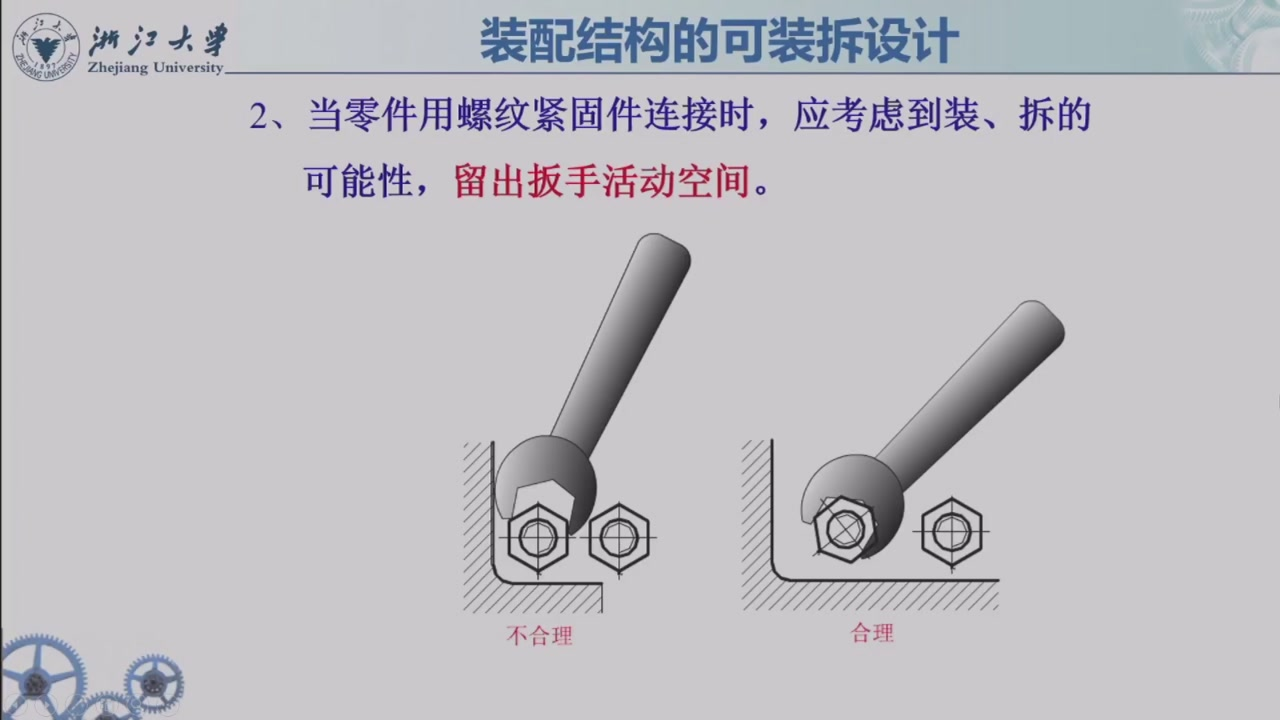 浙江大学
Zhejiang University
装配结构的可装拆设计
2、当零件用螺纹紧固件连接时，应考虑到装、拆的
可能性，留出扳手活动空间。
不合理
合理